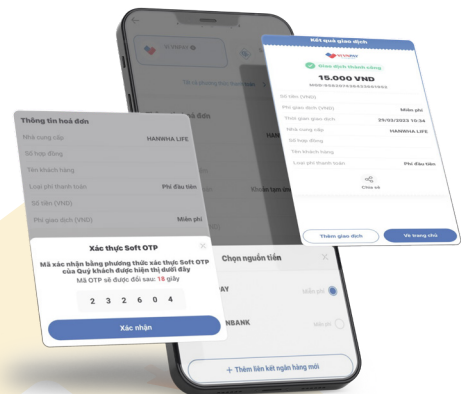 Thông tin hoá đơn
Nhà cung cấp HANWHA LIFE
Số hợp đồng
Tên khách hàng
Loại phí thanh toán Phí đầu tiên
Số tiền (VND)
Phí giao dịch (VND) Miễn phí
Xác thực Soft OTP
Mã xác nhận bằng phương thức xác thực Soft OTP
của Quý khách được hiện thị dưới đây
Mã OTP sẽ được đổi sau: 18 giây
2 3 2 6 0 4
Xác nhận
Chọn nguồn tiền
PAY Miễn phí
NBANK Miễn phí
+ Thêm liên kết ngân hàng mới
Kết quả giao dịch
Giao dịch thành công
15.000 VND
Số tiền (VND)
Phí giao dịch (VND) Miễn phí
Thời gian giao dịch 29/03/2023 10:34
Nhà cung cấp HANWHA LIFE
Số hợp đồng
Tên khách hàng
Loại phí thanh toán Phí đầu tiên
Chia sẻ
Thêm giao dịch
Về trang chủ